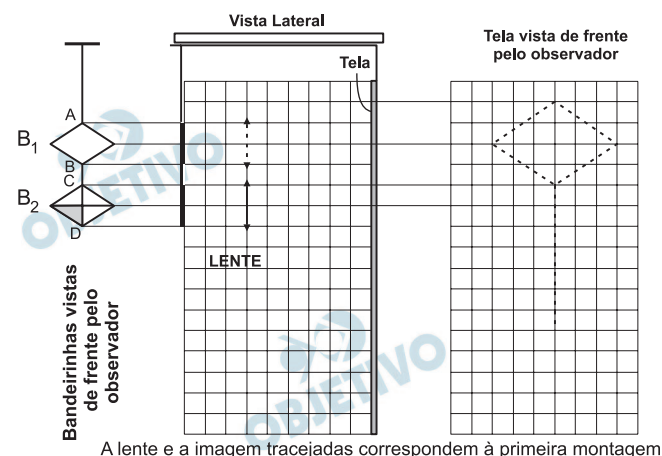 Vista Lateral
Tela vista de frente
pelo observador
Tela
A
B1
B
C
B2
D
LENTE
Bandeirinhas vistas
de frente pelo
observador
OBJETIVO
OBJETIVO
A lente e a imagem tracejadas correspondem à primeira montagem